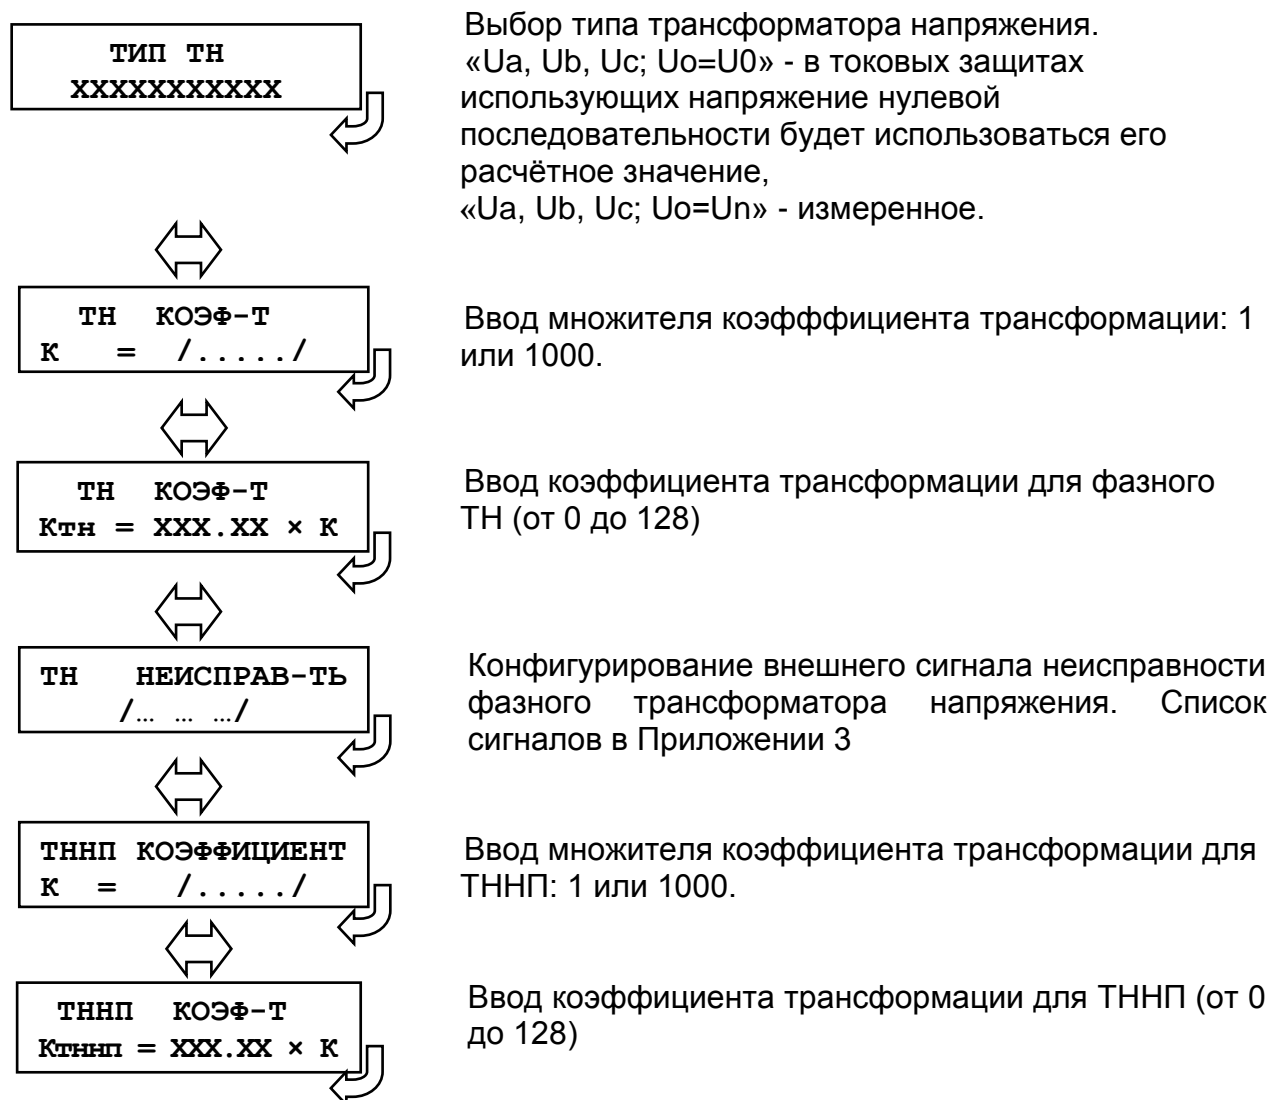 ТИП ТН
XXXXXXXXXXX
Выбор типа трансформатора напряжения.
«Ua, Ub, Uc; Uo=U0» - в токовых защитах
использующих напряжение нулевой
последовательности будет использоваться его
расчётное значение,
«Ua, Ub, Uc; Uo=Un» - измеренное.
ТН КОЭФ-Т
К = /...../
Ввод множителя коэфффициента трансформации: 1
или 1000.
ТН КОЭФ-Т
Ктн = XXX.XX × К
Ввод коэффициента трансформации для фазного
ТН (от 0 до 128)
ТН НЕИСПРАВ-ТЬ
/… … …/
Конфигурирование внешнего сигнала неисправности
фазного трансформатора напряжения. Список
сигналов в Приложении 3
ТННП КОЭФФИЦИЕНТ
К = /...../
Ввод множителя коэффициента трансформации для
ТННП: 1 или 1000.
ТННП КОЭФ-Т
Ктннп = XXX.XX × К
Ввод коэффициента трансформации для ТННП (от 0
до 128)